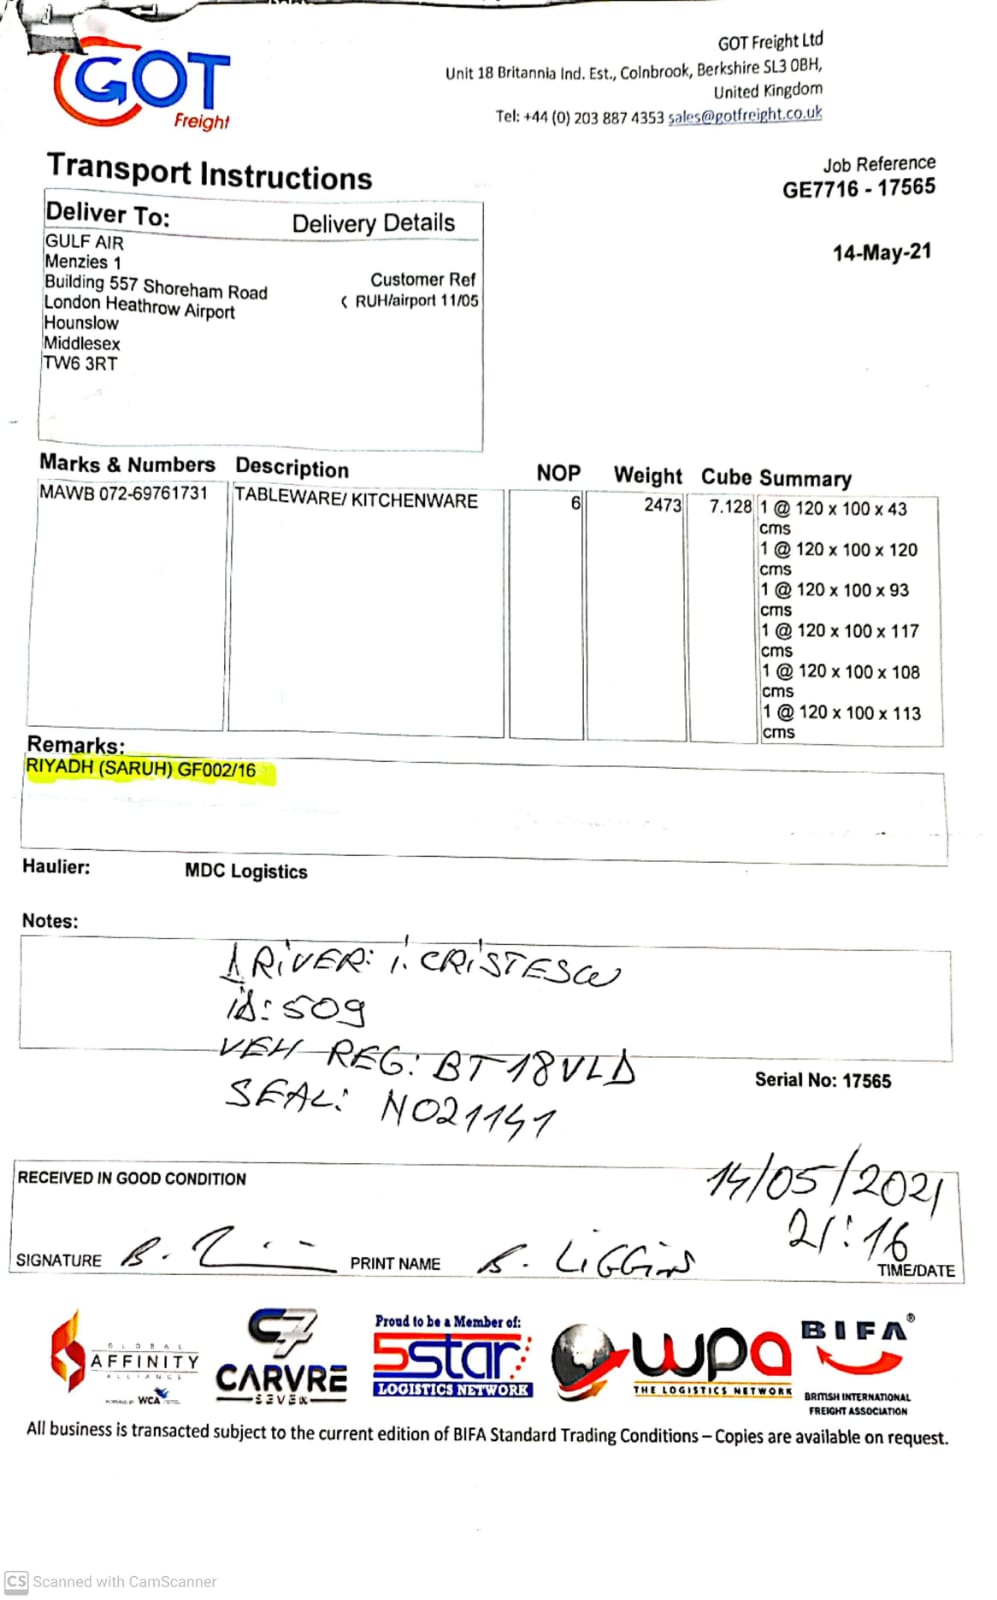 GOT
Freight
GOT Freight Ltd
Unit 18 Britannia Ind. Est., Colnbrook, Berkshire SL3 0BH,
United Kingdom
Tel: +44 (0) 203 887 4353 sales@gotfreight.co.uk
Transport Instructions
Job Reference
GE7716 - 17565
14-May-21
Deliver To: Delivery Details
GULF AIR
Menzies 1
Building 557 Shoreham Road
London Heathrow Airport
Hounslow
Middlesex
TW6 3RT
Customer Ref
( RUH/airport 11/05
Marks & Numbers Description NOP Weight Cube Summary
MAWB 072-69761731 TABLEWARE/ KITCHENWARE 6 2473 7.128 1 @ 120 x 100 x 43
cms
1 @ 120 x 100 x 120
cms
1 @ 120 x 100 x 93
cms
1 @ 120 x 100 x 117
cms
1 @ 120 x 100 x 108
cms
1 @ 120 x 100 x 113
cms
Remarks:
RIYADH (SARUH) GF002/16
Haulier: MDC Logistics
Notes:
DRIVER: I. CRISTESCU
ID: 509
VEH REG: BT18VLD
SEAL: NO21141
Serial No: 17565
RECEIVED IN GOOD CONDITION
14/05/2021
21:16
SIGNATURE B. PRINT NAME B. LIGGINS TIME/DATE
GLOBAL
AFFINITY
ALLIANCE
WCA
C7
CARVRE
SEVEN
Proud to be a Member of:
5star
LOGISTICS NETWORK
wpa
THE LOGISTICS NETWORK
BIFA®
BRITISH INTERNATIONAL
FREIGHT ASSOCIATION
All business is transacted subject to the current edition of BIFA Standard Trading Conditions – Copies are available on request.
CS Scanned with CamScanner